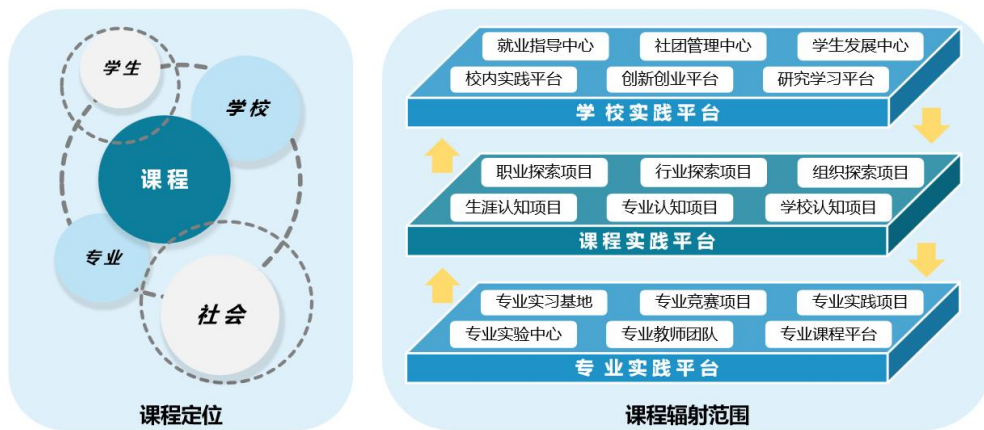 学生
学校
课程
专业
社会
课程定位
就业指导中心 社团管理中心 学生发展中心
校内实践平台 创新创业平台 研究学习平台
学校实践平台
职业探索项目 行业探索项目 组织探索项目
生涯认知项目 专业认知项目 学校认知项目
课程实践平台
专业实习基地 专业竞赛项目 专业实践项目
专业实验中心 专业教师团队 专业课程平台
专业实践平台
课程辐射范围